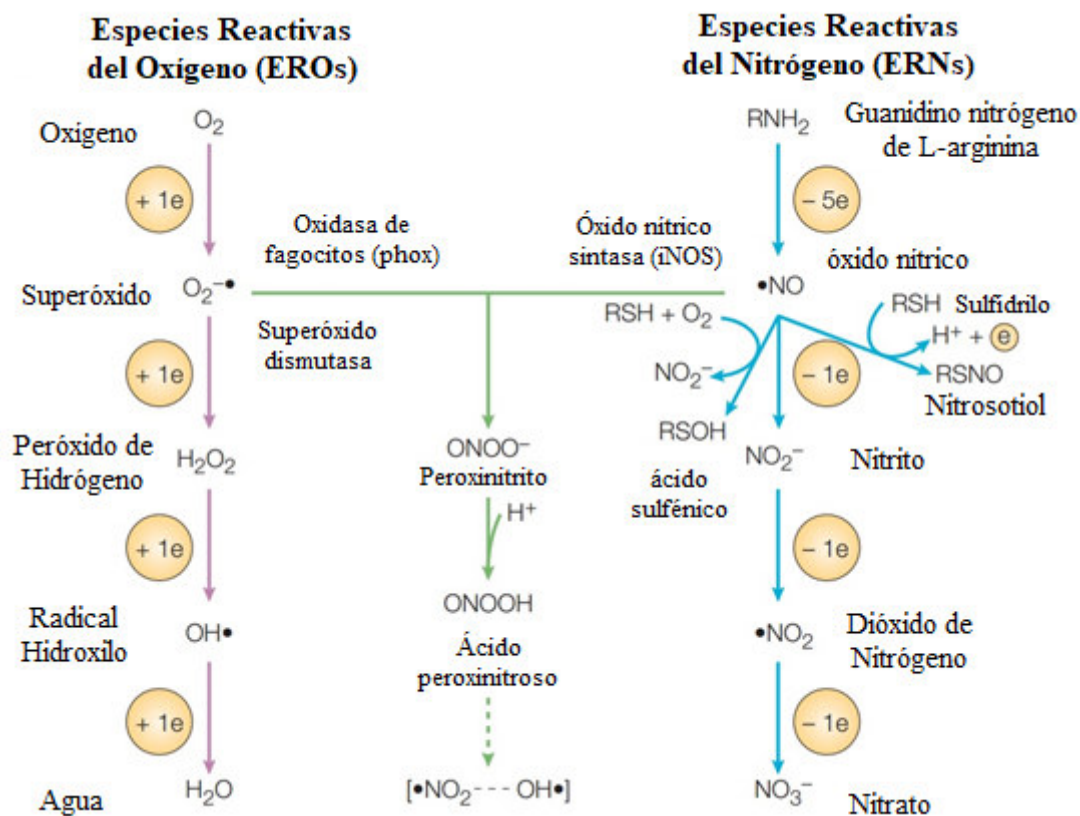 Especies Reactivas
del Oxígeno (EROs)
Especies Reactivas
del Nitrógeno (ERNs)
Oxígeno
O₂
RNH₂
Guanidino nitrógeno
de L-arginina
+ 1e
− 5e
Oxidasa de
fagocitos (phox)
Óxido nítrico
sintasa (iNOS)
óxido nítrico
Superóxido
O₂⁻•
•NO
Superóxido
dismutasa
RSH + O₂
RSH Sulfídrilo
H⁺ + e
+ 1e
NO₂⁻
− 1e
RSNO
Nitrosotiol
RSOH
Peróxido de
Hidrógeno
H₂O₂
ONOO⁻
Peroxinitrito
ácido
sulfénico
NO₂⁻
Nitrito
H⁺
+ 1e
− 1e
Radical
Hidroxilo
OH•
ONOOH
Ácido
peroxinitroso
•NO₂
Dióxido de
Nitrógeno
+ 1e
− 1e
Agua
H₂O
[•NO₂--- OH•]
NO₃⁻
Nitrato